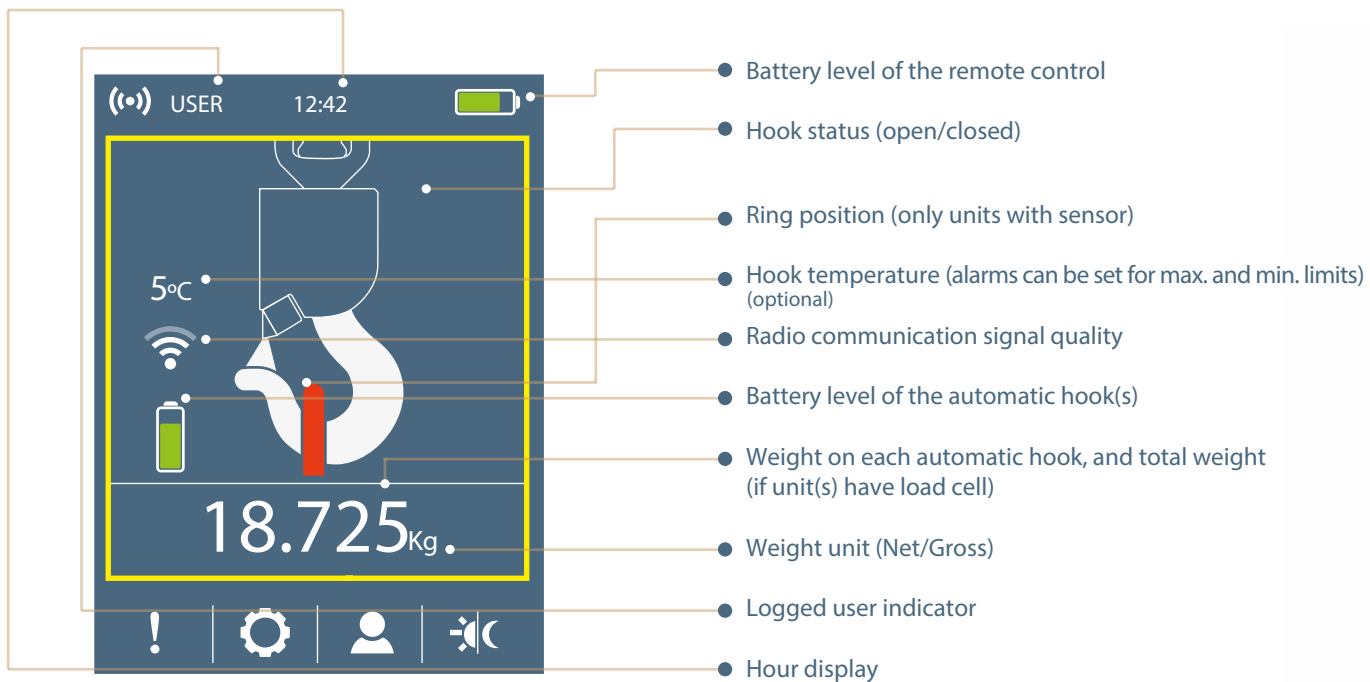 USER 12:42
5ºC
18.725Kg
Battery level of the remote control
Hook status (open/closed)
Ring position (only units with sensor)
Hook temperature (alarms can be set for max. and min. limits)
(optional)
Radio communication signal quality
Battery level of the automatic hook(s)
Weight on each automatic hook, and total weight
(if unit(s) have load cell)
Weight unit (Net/Gross)
Logged user indicator
Hour display